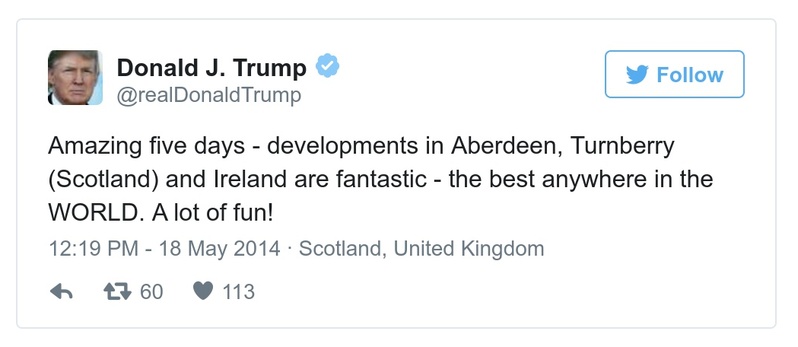 Donald J. Trump
@realDonaldTrump
Follow
Amazing five days - developments in Aberdeen, Turnberry
(Scotland) and Ireland are fantastic - the best anywhere in the
WORLD. A lot of fun!
12:19 PM - 18 May 2014 · Scotland, United Kingdom
60 113